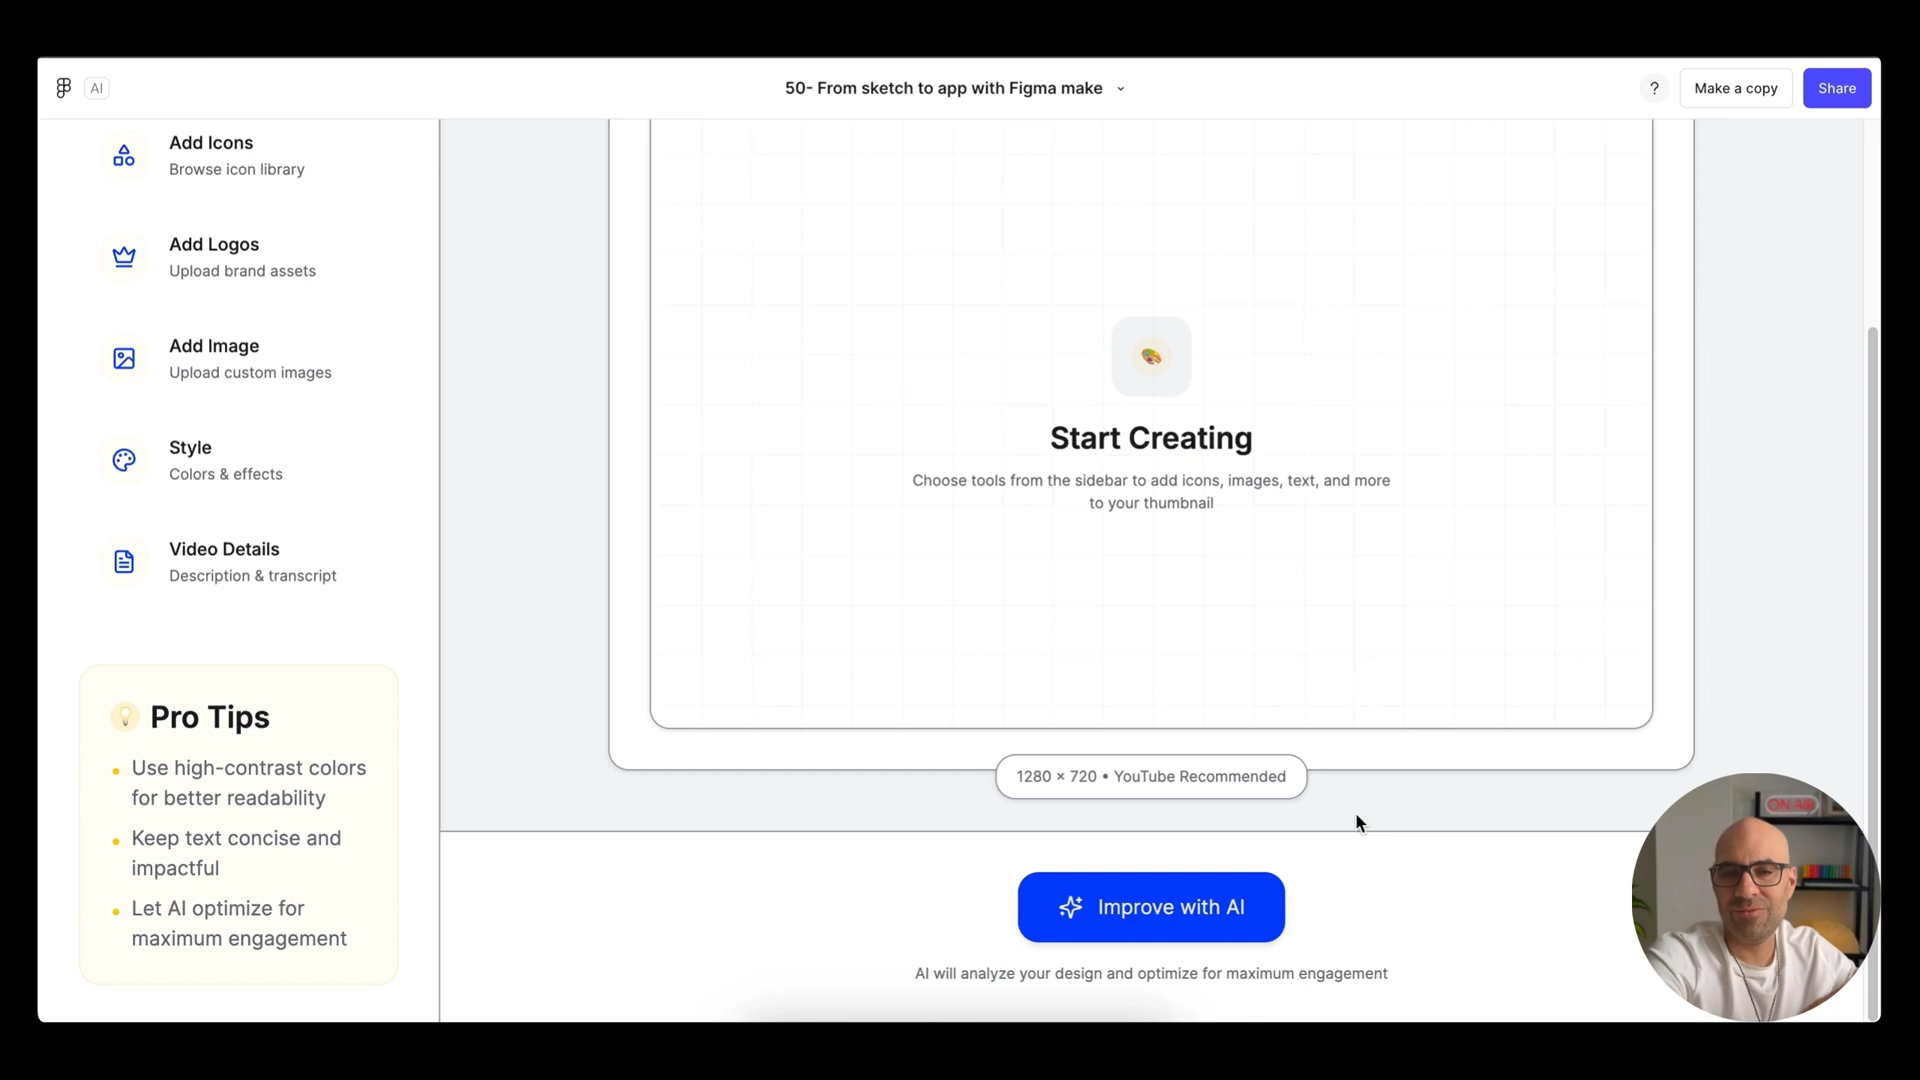 AI
50- From sketch to app with Figma make
?
Make a copy
Share
Add Icons
Browse icon library
Add Logos
Upload brand assets
Add Image
Upload custom images
Style
Colors & effects
Video Details
Description & transcript
Pro Tips
Use high-contrast colors
for better readability
Keep text concise and
impactful
Let AI optimize for
maximum engagement
Start Creating
Choose tools from the sidebar to add icons, images, text, and more
to your thumbnail
1280 × 720 • YouTube Recommended
Improve with AI
AI will analyze your design and optimize for maximum engagement
ON AIR